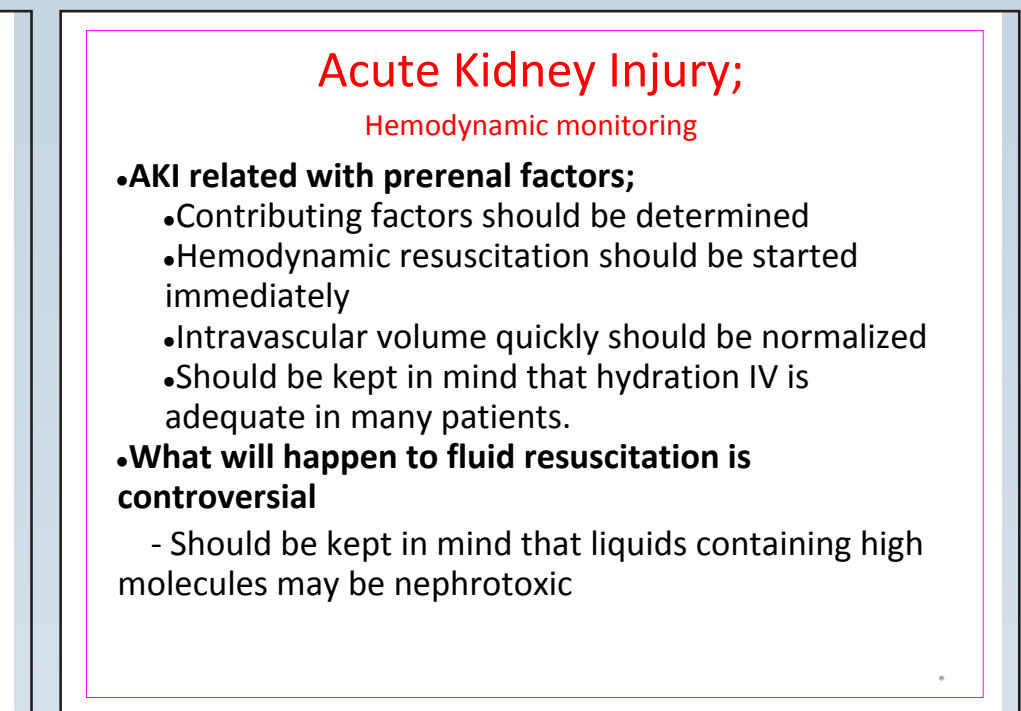 Acute Kidney Injury;
Hemodynamic monitoring
•AKI related with prerenal factors;
•Contributing factors should be determined
•Hemodynamic resuscitation should be started
immediately
•Intravascular volume quickly should be normalized
•Should be kept in mind that hydration IV is
adequate in many patients.
•What will happen to fluid resuscitation is
controversial
- Should be kept in mind that liquids containing high
molecules may be nephrotoxic
*